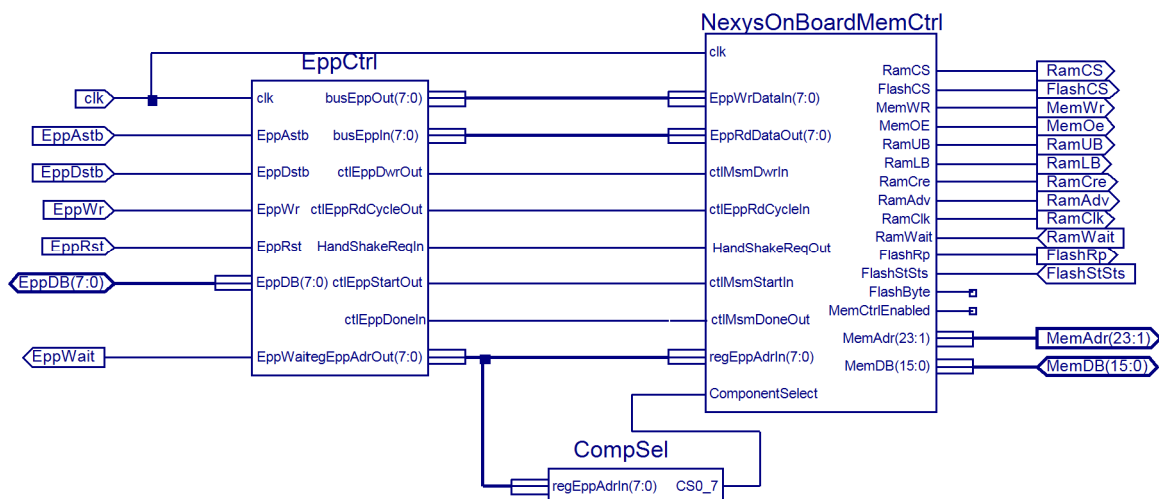 NexysOnBoardMemCtrl
EppCtrl
clk
clk
EppAstb
EppDstb
EppWr
EppRst
EppDB(7:0)
EppWait
clk
EppAstb
EppDstb
EppWr
EppRst
EppDB(7:0)
EppWait
busEppOut(7:0)
busEppIn(7:0)
ctlEppDwrOut
ctlEppRdCycleOut
HandShakeReqIn
ctlEppStartOut
ctlEppDoneIn
regEppAdrOut(7:0)
EppWrDataIn(7:0)
EppRdDataOut(7:0)
ctlMsmDwrIn
ctlEppRdCycleIn
HandShakeReqOut
ctlMsmStartIn
ctlMsmDoneOut
regEppAdrIn(7:0)
ComponentSelect
RamCS
FlashCS
MemWR
MemOE
RamUB
RamLB
RamCre
RamAdv
RamClk
RamWait
FlashRp
FlashStSts
FlashByte
MemCtrlEnabled
MemAdr(23:1)
MemDB(15:0)
RamCS
FlashCS
MemWr
MemOe
RamUB
RamLB
RamCre
RamAdv
RamClk
RamWait
FlashRp
FlashStSts
MemAdr(23:1)
MemDB(15:0)
CompSel
regEppAdrIn(7:0) CS0_7